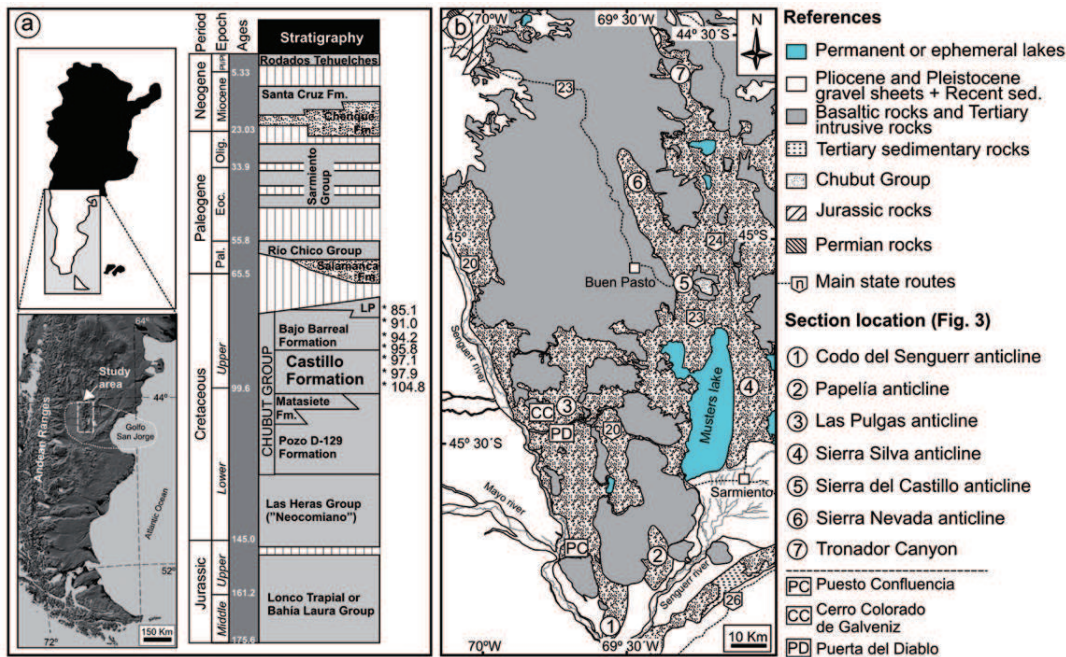 a
Period
Epoch
Ages
Stratigraphy
Neogene
Paleogene
Cretaceous
Jurassic
Miocene
Olig.
Eoc.
Pal.
Upper
Lower
Upper
Middle
5.33
23.03
33.9
55.8
65.5
99.6
145.0
161.2
175.6
Rodados Tehuelches
Santa Cruz Fm.
Chenque
Fm.
Sarmiento
Group
Río Chico Group
Salamanca
Fm.
LP
CHUBUT GROUP
Bajo Barreal
Formation
Castillo
Formation
Matasiete
Fm.
Pozo D-129
Formation
Las Heras Group
("Neocomiano")
Lonco Trapial or
Bahía Laura Group
* 85.1
* 91.0
* 94.2
* 95.8
* 97.1
* 97.9
* 104.8
64°
Study
area
44°
Golfo
San Jorge
Andean Ranges
Atlantic Ocean
52°
72°
150 Km
b
70°W
69° 30´W
44° 30´S
N
23
7
6
45°
45°S
24
20
Buen Pasto
5
23
Senguerr river
Musters lake
4
CC
3
PD
20
45° 30´S
Sarmiento
Mayo river
PC
2
Senguerr river
26
1
70°W
69° 30´W
10 Km
References
Permanent or ephemeral lakes
Pliocene and Pleistocene
gravel sheets + Recent sed.
Basaltic rocks and Tertiary
intrusive rocks
Tertiary sedimentary rocks
Chubut Group
Jurassic rocks
Permian rocks
n Main state routes
Section location (Fig. 3)
1 Codo del Senguerr anticline
2 Papelía anticline
3 Las Pulgas anticline
4 Sierra Silva anticline
5 Sierra del Castillo anticline
6 Sierra Nevada anticline
7 Tronador Canyon
PC Puesto Confluencia
CC Cerro Colorado
de Galveniz
PD Puerta del Diablo